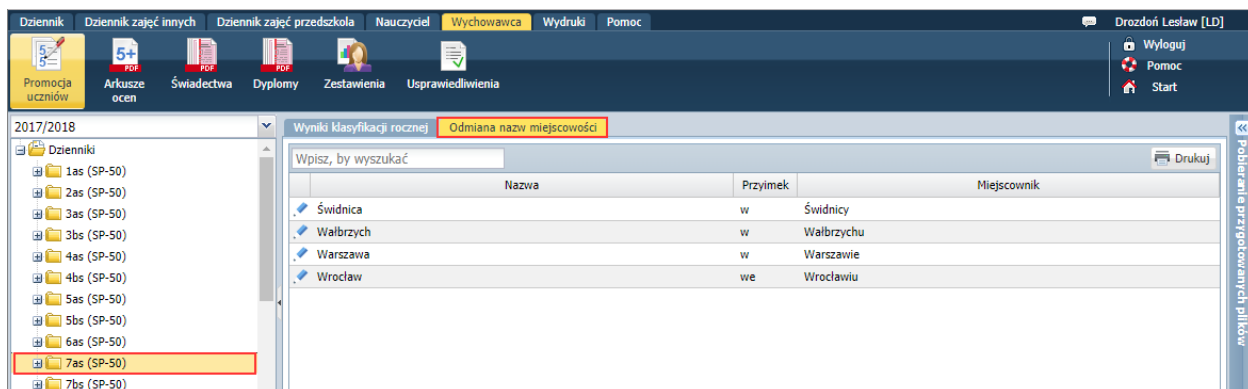 Dziennik Dziennik zajęć innych Dziennik zajęć przedszkola Nauczyciel Wychowawca Wydruki Pomoc Drozdoń Lesław [LD]
5+ PDF PDF PDF
Promocja uczniów
Arkusze ocen
Świadectwa
Dyplomy
Zestawienia
Usprawiedliwienia
Wyloguj
Pomoc
Start
2017/2018
Dzienniki
1as (SP-50)
2as (SP-50)
3as (SP-50)
3bs (SP-50)
4as (SP-50)
4bs (SP-50)
5as (SP-50)
5bs (SP-50)
6as (SP-50)
7as (SP-50)
7bs (SP-50)
Wyniki klasyfikacji rocznej Odmiana nazw miejscowości
Wpisz, by wyszukać Drukuj
Nazwa Przyimek Miejscownik
Świdnica w Świdnicy
Wałbrzych w Wałbrzychu
Warszawa w Warszawie
Wrocław we Wrocławiu
Pobieranie przygotowanych plików